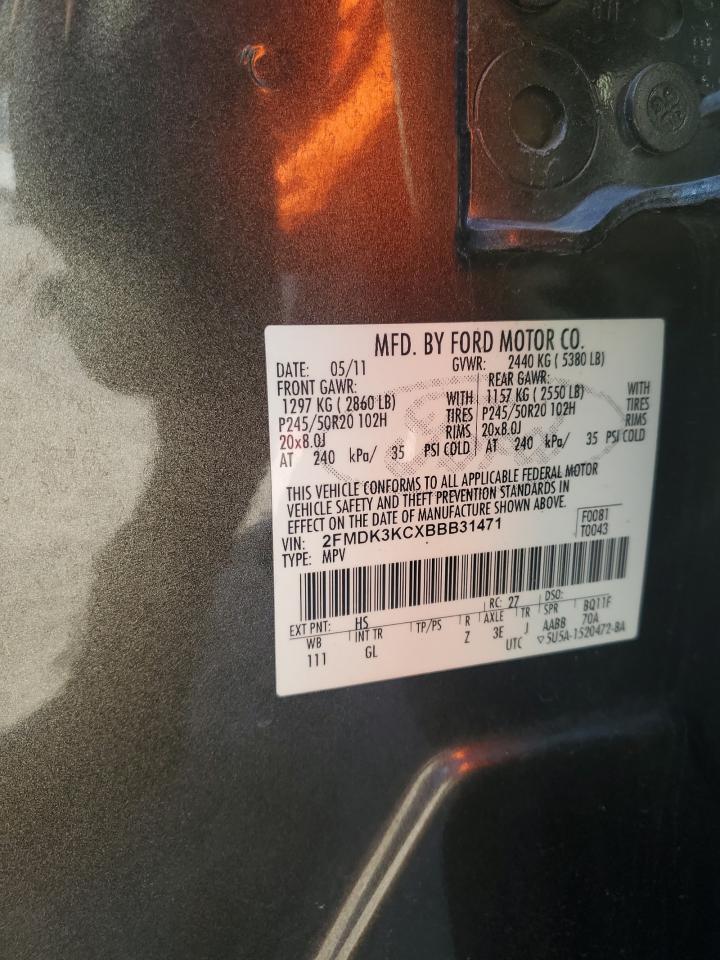 MFD. BY FORD MOTOR CO.
DATE: 05/11 GVWR: 2440 KG ( 5380 LB)
FRONT GAWR: REAR GAWR:
1297 KG ( 2860 LB) WITH 1157 KG ( 2550 LB) WITH
P245/50R20 102H TIRES P245/50R20 102H TIRES
20x8.0J RIMS 20x8.0J RIMS
AT 240 kPa/ 35 PSI COLD AT 240 kPa/ 35 PSI COLD
THIS VEHICLE CONFORMS TO ALL APPLICABLE FEDERAL MOTOR
VEHICLE SAFETY AND THEFT PREVENTION STANDARDS IN
EFFECT ON THE DATE OF MANUFACTURE SHOWN ABOVE.
VIN: 2FMDK3KCXBBB31471 F0081
TYPE: MPV T0043
EXT PNT: HS RC: 27 DSO:
WB INT TR TP/PS R AXLE TR SPR BQ11F
111 GL Z 3E J AABB 70A
UTC ▽5U5A-1520472-BA